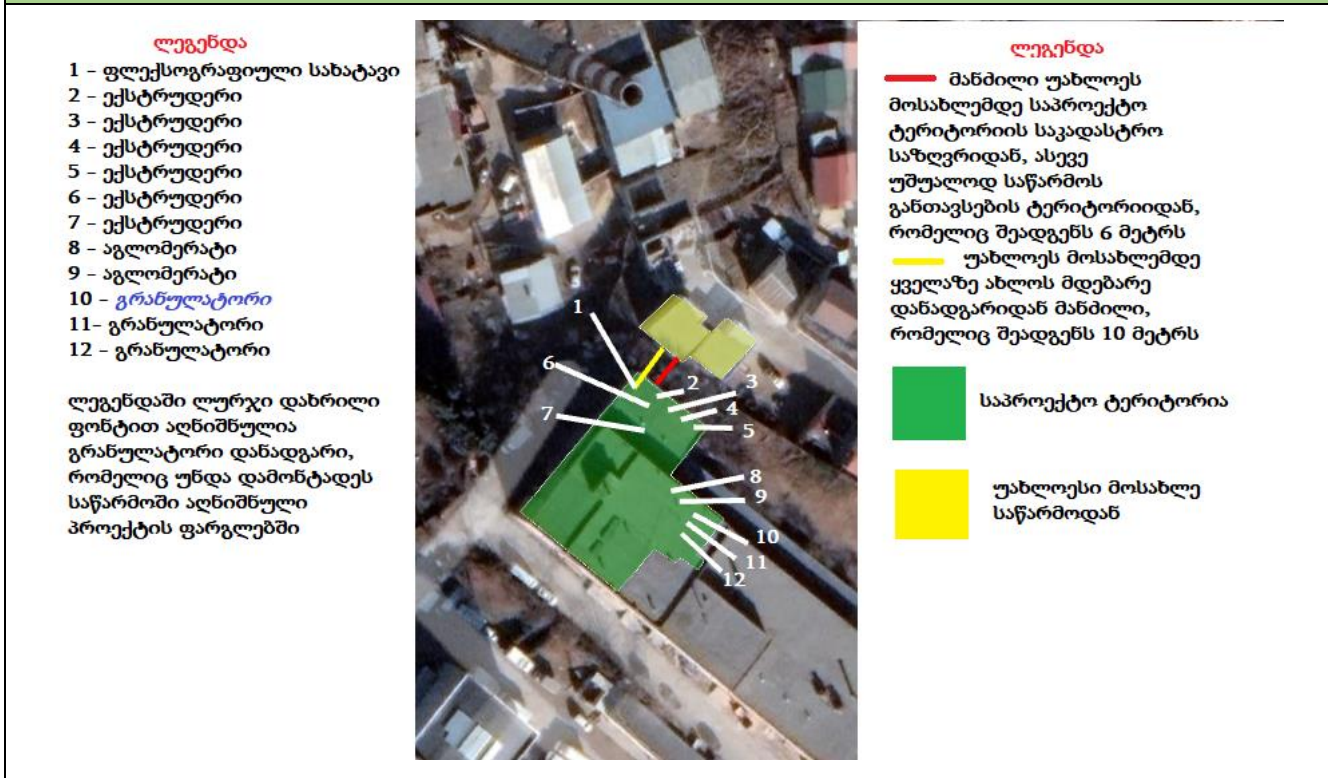 ლეგენდა
1 – ფლექსოგრაფიული სახატავი
2 – ექსტრუდერი
3 – ექსტრუდერი
4 – ექსტრუდერი
5 – ექსტრუდერი
6 – ექსტრუდერი
7 – ექსტრუდერი
8 – აგლომერატი
9 – აგლომერატი
10 – გრანულატორი
11– გრანულატორი
12 – გრანულატორი
ლეგენდაში ლურჯი დახრილი
ფონტით აღნიშნულია
გრანულატორი დანადგარი,
რომელიც უნდა დამონტადეს
საწარმოში აღნიშნული
პროექტის ფარგლებში
1
6
7
2
3
4
5
8
9
10
11
12
ლეგენდა
მანძილი უახლოეს
მოსახლემდე საპროექტო
ტერიტორიის საკადასტრო
საზღვრიდან, ასევე
უშუალოდ საწარმოს
განთავსების ტერიტორიიდან,
რომელიც შეადგენს 6 მეტრს
უახლოეს მოსახლემდე
ყველაზე ახლოს მდებარე
დანადგარიდან მანძილი,
რომელიც შეადგენს 10 მეტრს
საპროექტო ტერიტორია
უახლოესი მოსახლე
საწარმოდან